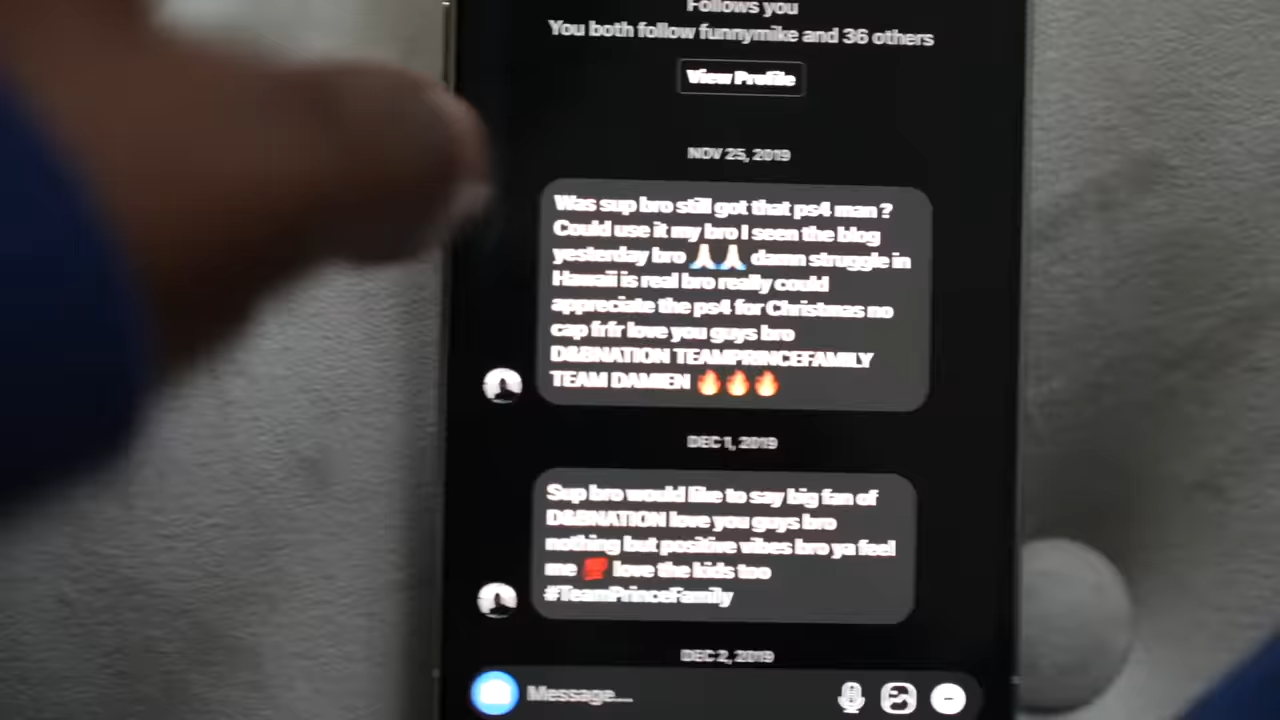 Follows you
You both follow funnymike and 36 others
View Profile
NOV 25, 2019
Was sup bro still got that ps4 man ?
Could use it my bro I seen the blog
yesterday bro 🙏🙏 damn struggle in
Hawaii is real bro really could
appreciate the ps4 for Christmas no
cap frfr love you guys bro
D&BNATION TEAMPRINCEFAMILY
TEAM DAMIEN 🔥🔥🔥
DEC 1, 2019
Sup bro would like to say big fan of
D&BNATION love you guys bro
nothing but positive vibes bro ya feel
me 💯 love the kids too
#TeamPrinceFamily
DEC 2, 2019
Message...